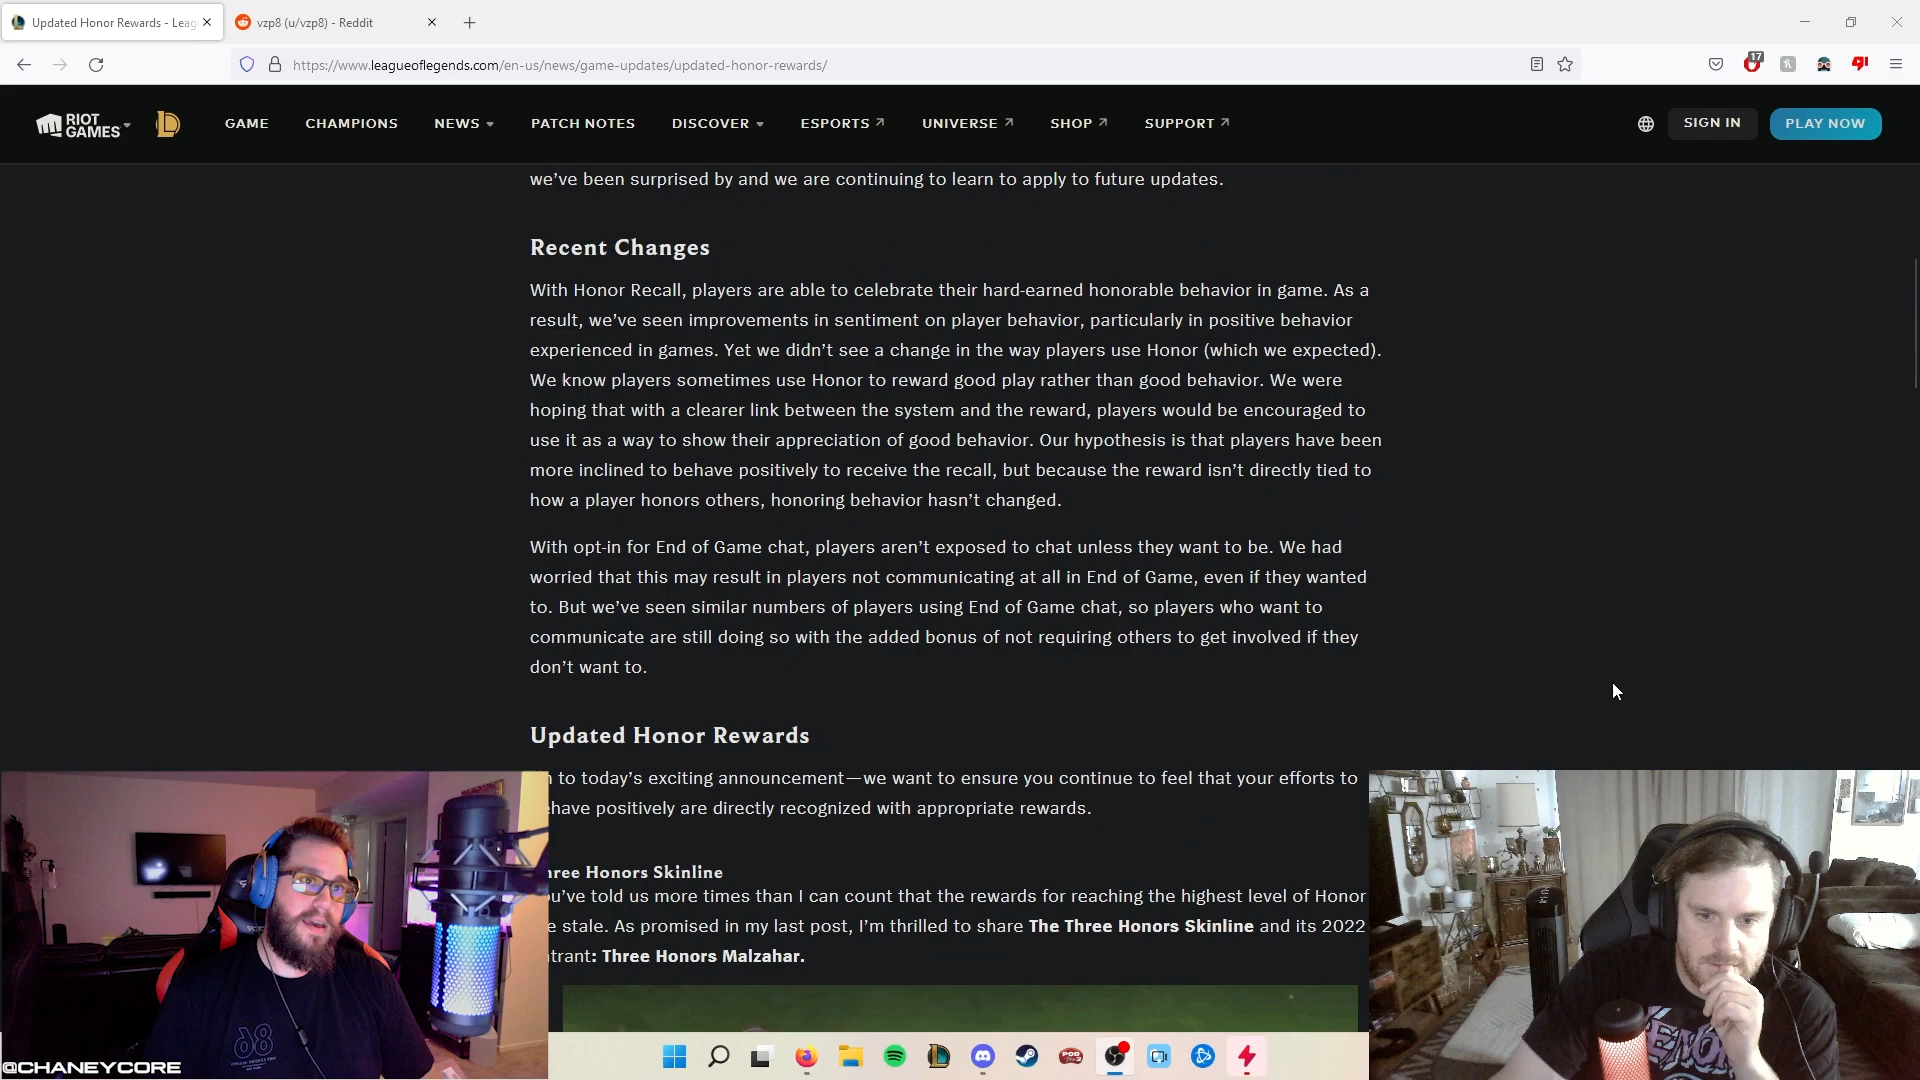 Updated Honor Rewards - Leag
vzp8 (u/vzp8) - Reddit
https://www.leagueoflegends.com/en-us/news/game-updates/updated-honor-rewards/
17
RIOT GAMES
GAME
CHAMPIONS
NEWS
PATCH NOTES
DISCOVER
ESPORTS
UNIVERSE
SHOP
SUPPORT
SIGN IN
PLAY NOW
we’ve been surprised by and we are continuing to learn to apply to future updates.
Recent Changes
With Honor Recall, players are able to celebrate their hard-earned honorable behavior in game. As a
result, we’ve seen improvements in sentiment on player behavior, particularly in positive behavior
experienced in games. Yet we didn’t see a change in the way players use Honor (which we expected).
We know players sometimes use Honor to reward good play rather than good behavior. We were
hoping that with a clearer link between the system and the reward, players would be encouraged to
use it as a way to show their appreciation of good behavior. Our hypothesis is that players have been
more inclined to behave positively to receive the recall, but because the reward isn’t directly tied to
how a player honors others, honoring behavior hasn’t changed.
With opt-in for End of Game chat, players aren’t exposed to chat unless they want to be. We had
worried that this may result in players not communicating at all in End of Game, even if they wanted
to. But we’ve seen similar numbers of players using End of Game chat, so players who want to
communicate are still doing so with the added bonus of not requiring others to get involved if they
don’t want to.
Updated Honor Rewards
n to today’s exciting announcement—we want to ensure you continue to feel that your efforts to
ehave positively are directly recognized with appropriate rewards.
hree Honors Skinline
ou’ve told us more times than I can count that the rewards for reaching the highest level of Honor
e stale. As promised in my last post, I’m thrilled to share The Three Honors Skinline and its 2022
ntrant: Three Honors Malzahar.
@CHANEYCORE